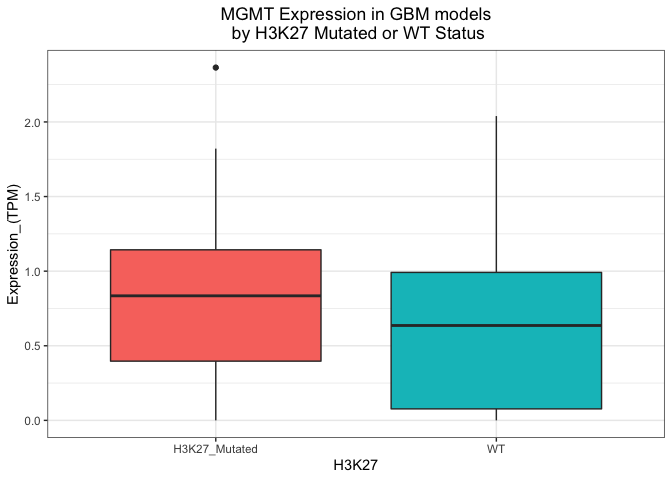 MGMT Expression in GBM models
by H3K27 Mutated or WT Status
Expression_(TPM)
2.0
1.5
1.0
0.5
0.0
H3K27_Mutated
WT
H3K27